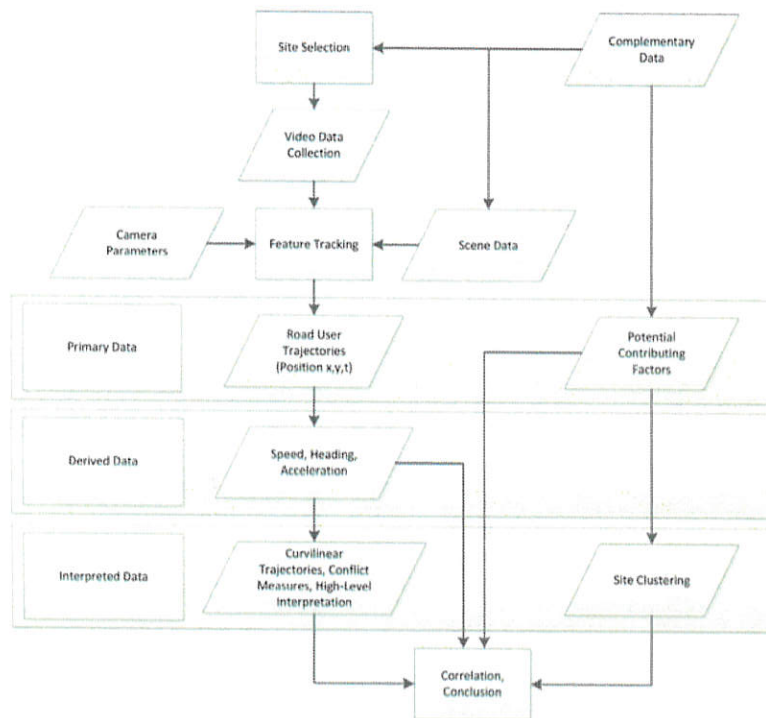 Site Selection
Complementary
Data
Video Data
Collection
Camera
Parameters
Feature Tracking
Scene Data
Primary Data
Road User
Trajectories
(Position x,y,t)
Potential
Contributing
Factors
Derived Data
Speed, Heading,
Acceleration
Interpreted Data
Curvilinear
Trajectories, Conflict
Measures, High-Level
Interpretation
Site Clustering
Correlation,
Conclusion